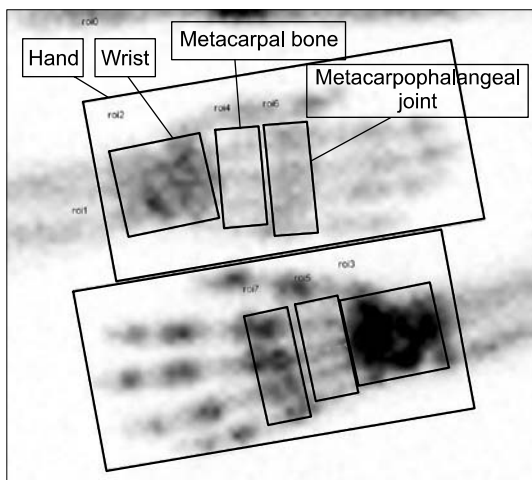 roi0
Metacarpal bone
Hand
Wrist
Metacarpophalangeal
joint
roi2
roi4
roi6
roi1
roi3
roi5
roi7